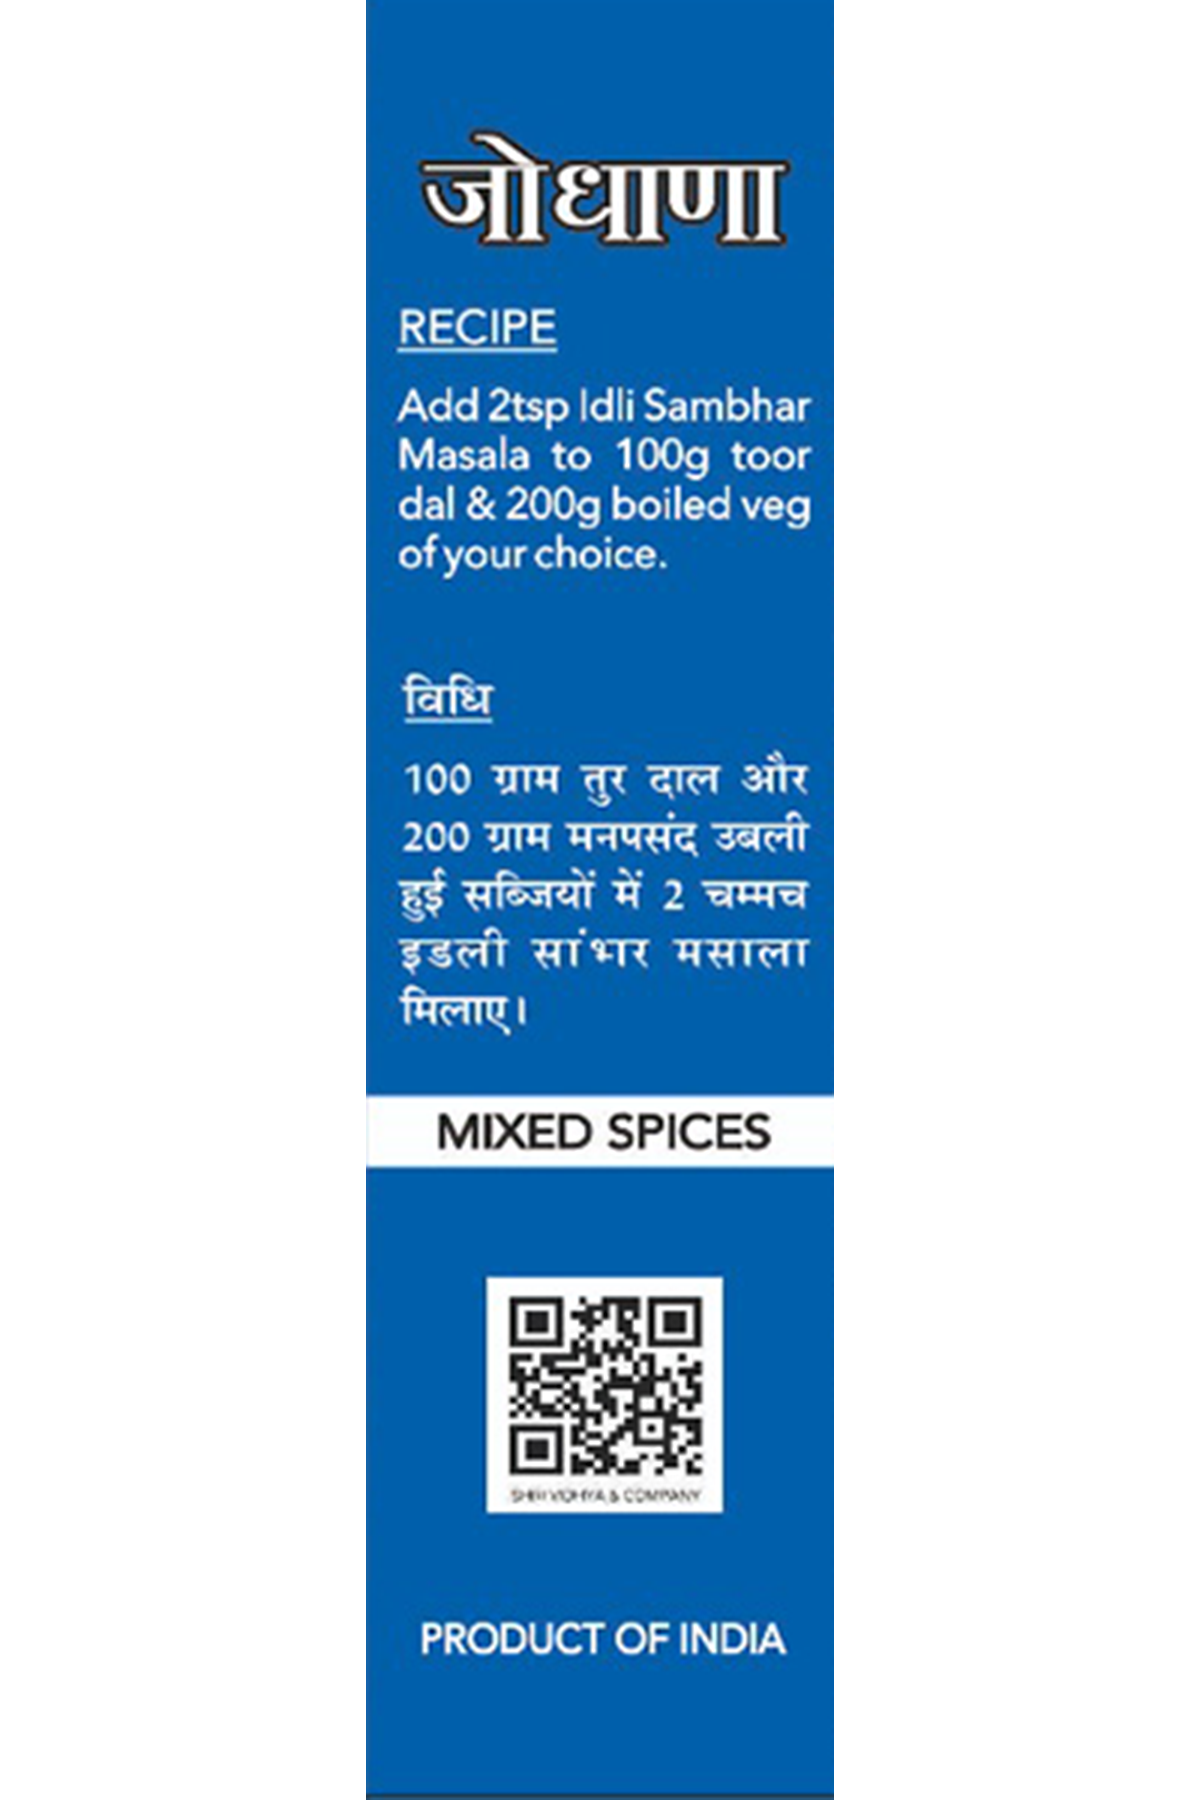 जोधाणा
RECIPE
Add 2tsp Idli Sambhar
Masala to 100g toor
dal & 200g boiled veg
of your choice.
विधि
100 ग्राम तुर दाल और
200 ग्राम मनपसंद उबली
हुई सब्जियों में 2 चम्मच
इडली सांभार मसाला
मिलाए।
MIXED SPICES
SHRI VIDHYA & COMPANY
PRODUCT OF INDIA